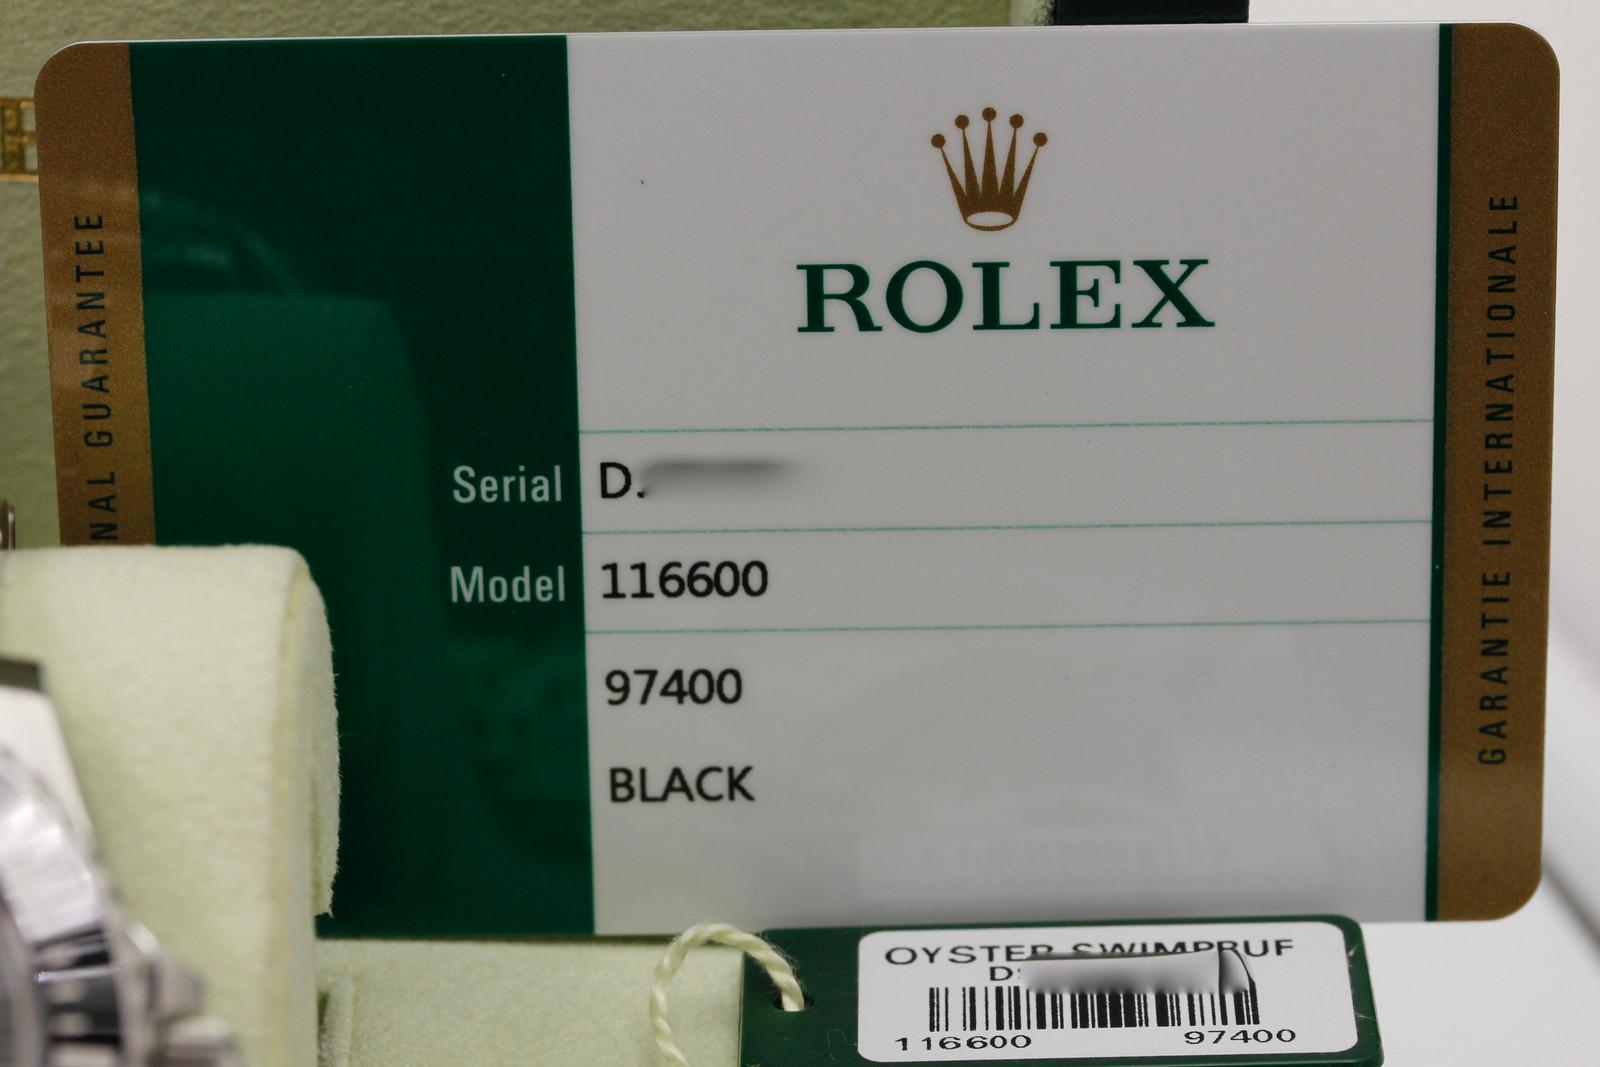 NAL GUARANTEE
ROLEX
Serial D.
Model 116600
97400
BLACK
GARANTIE INTERNATIONALE
OYSTER SWIMPRUF
D
116600 97400